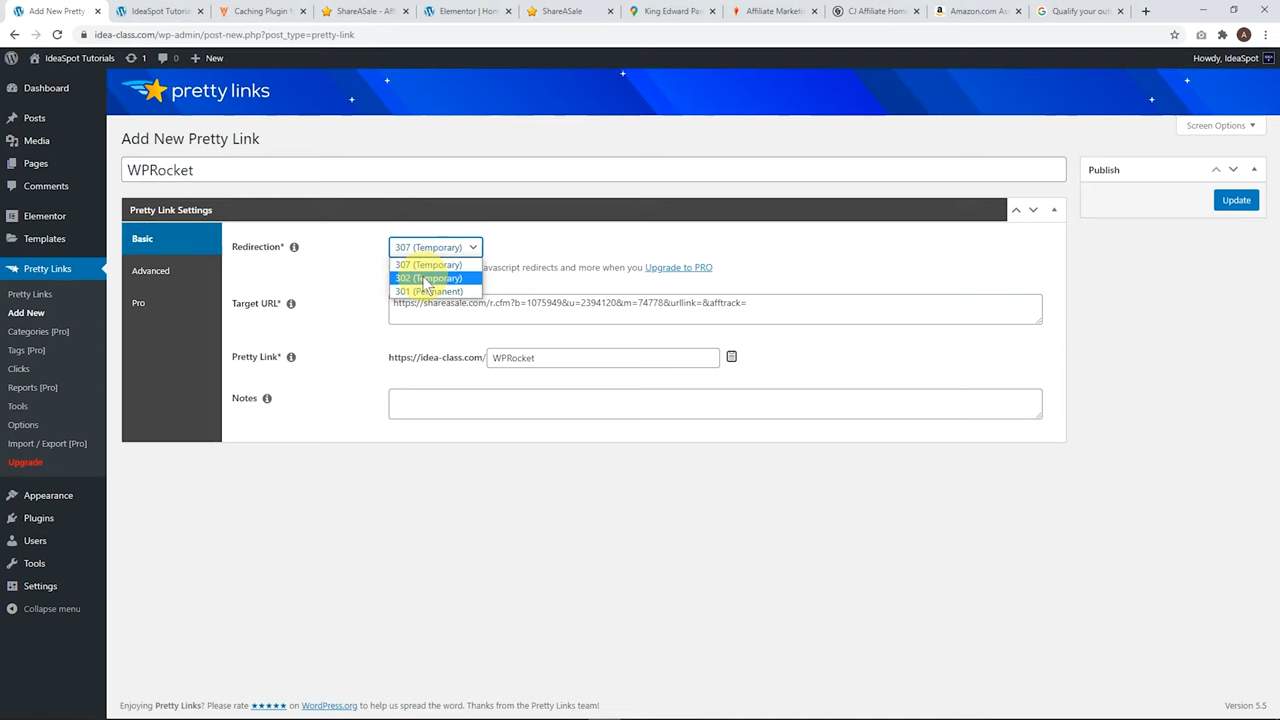 Add New Pretty
IdeaSpot Tutori
Caching Plugin f
ShareASale - Aff
Elementor | Hom
ShareASale
King Edward Par
Affiliate Marketi
CJ Affiliate Hom
Amazon.com As
Qualify your out
idea-class.com/wp-admin/post-new.php?post_type=pretty-link
A
IdeaSpot Tutorials
1
0
New
Howdy, IdeaSpot
Dashboard
Posts
Media
Pages
Comments
Elementor
Templates
Pretty Links
Pretty Links
Add New
Categories [Pro]
Tags [Pro]
Clicks
Reports [Pro]
Tools
Options
Import / Export [Pro]
Upgrade
Appearance
Plugins
Users
Tools
Settings
Collapse menu
pretty links
Screen Options
Add New Pretty Link
WPRocket
Publish
Update
Pretty Link Settings
Basic
Advanced
Pro
Redirection*
307 (Temporary)
307 (Temporary)
302 (Temporary)
301 (Permanent)
avascript redirects and more when you Upgrade to PRO
Target URL*
https://shareasale.com/r.cfm?b=1075949&u=2394120&m=74778&urllink=&afftrack=
Pretty Link*
https://idea-class.com/ WPRocket
Notes
Enjoying Pretty Links? Please rate ★★★★★ on WordPress.org to help us spread the word. Thanks from the Pretty Links team!
Version 5.5